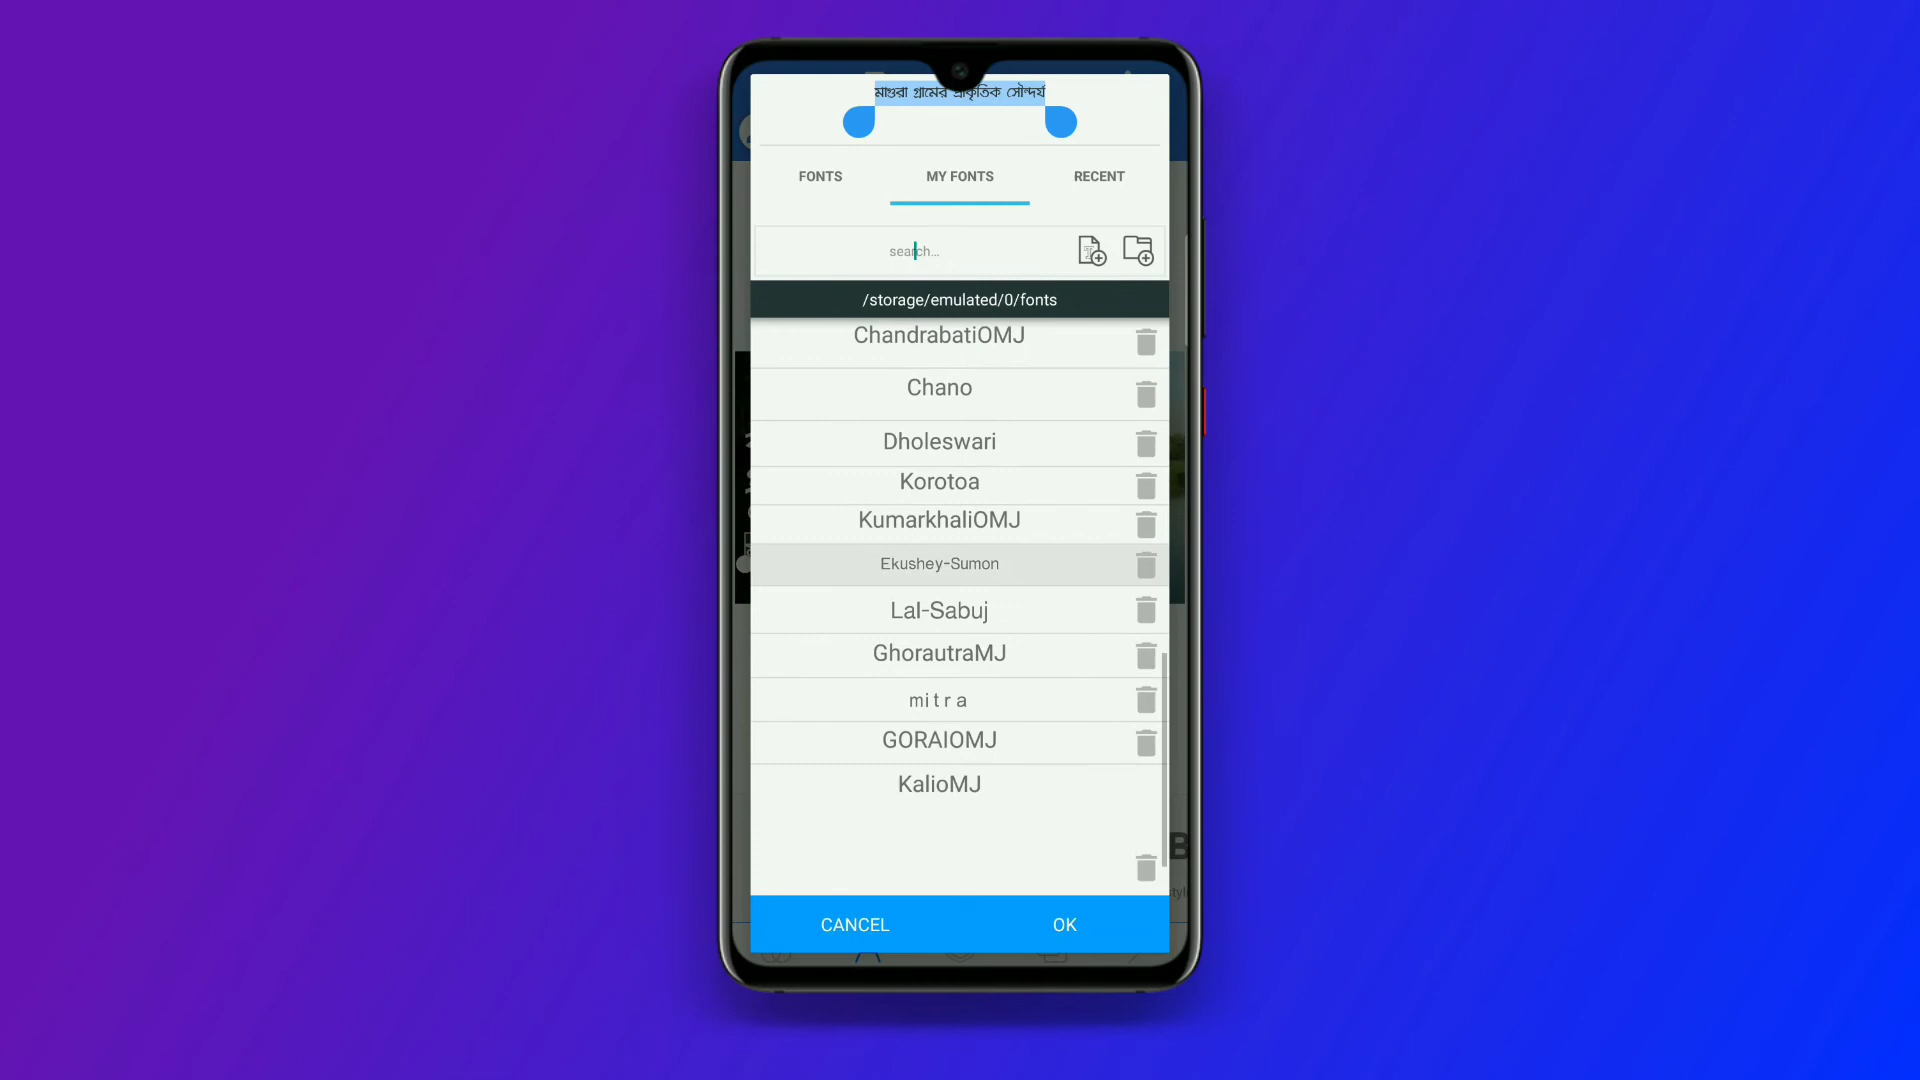 মাগুরা গ্রামের প্রাকৃতিক সৌন্দর্য
FONTS
MY FONTS
RECENT
search...
/storage/emulated/0/fonts
ChandrabatiOMJ
Chano
Dholeswari
Korotoa
KumarkhaliOMJ
Ekushey-Sumon
Lal-Sabuj
GhorautraMJ
mitra
GORAIOMJ
KalioMJ
B
CANCEL
OK